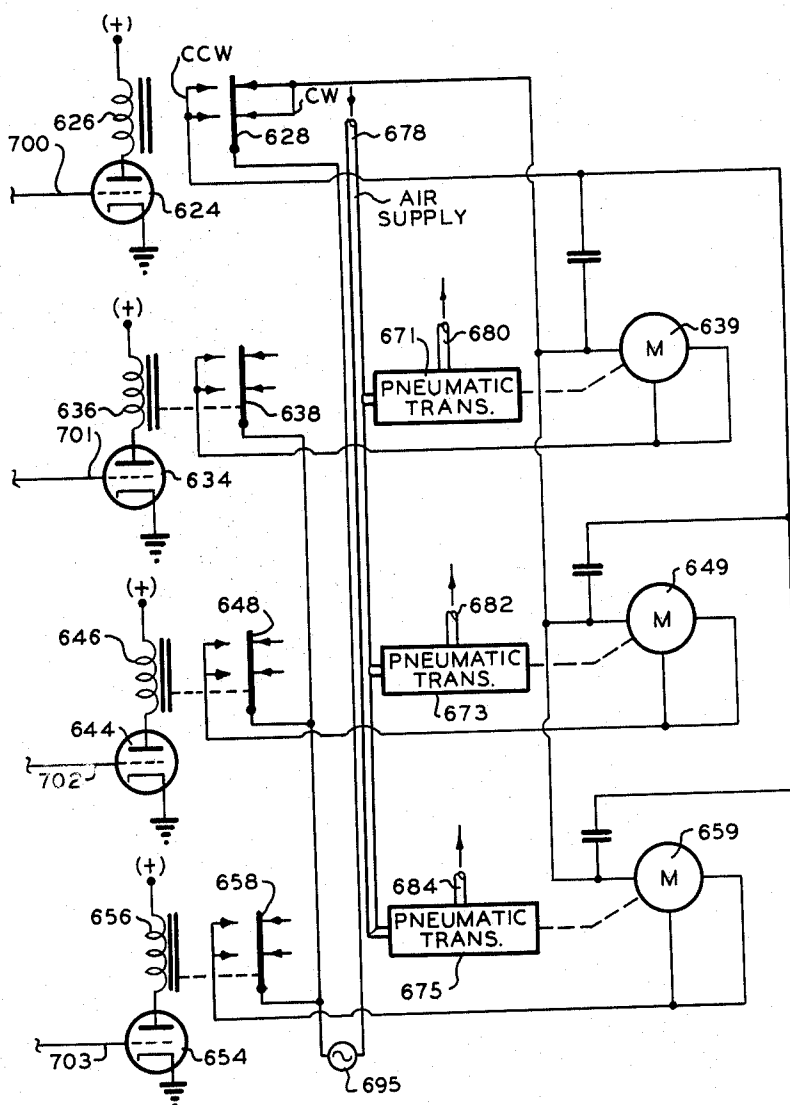 (+)
CCW
626
CW
628
678
700
624
AIR
SUPPLY
(+)
680
639
671
M
636
638
PNEUMATIC
TRANS.
701
634
(+)
648
682
649
646
M
PNEUMATIC
TRANS.
673
644
702
(+)
658
659
656
684
M
PNEUMATIC
TRANS.
675
703
654
695